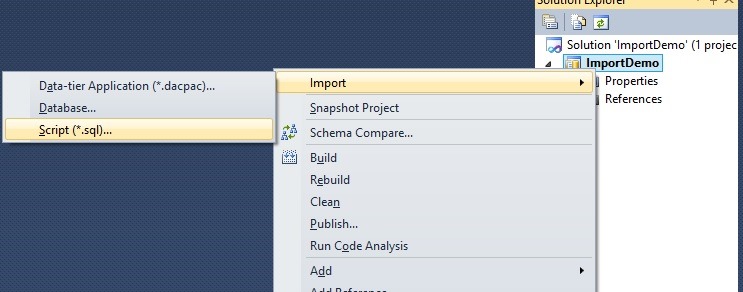 Solution Explorer
Solution 'ImportDemo' (1 projec
ImportDemo
Properties
References
Import
Snapshot Project
Schema Compare...
Build
Rebuild
Clean
Publish...
Run Code Analysis
Add
Add Reference
Data-tier Application (*.dacpac)...
Database...
Script (*.sql)...